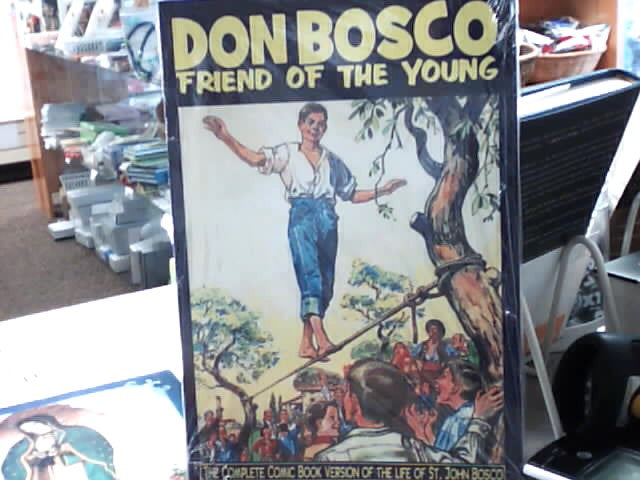 DON BOSCO
FRIEND OF THE YOUNG
THE COMPLETE COMIC BOOK VERSION OF THE LIFE OF ST. JOHN BOSCO